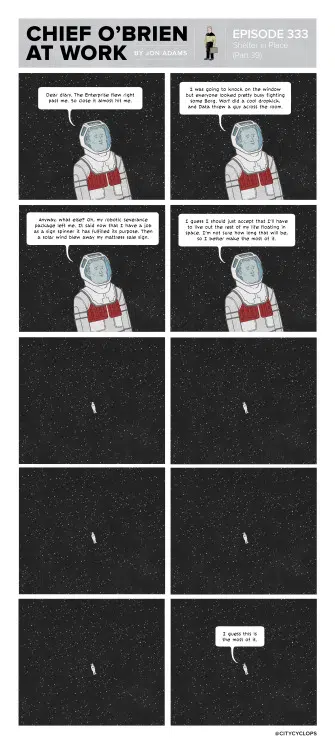 CHIEF O'BRIEN
AT WORK
BY JON ADAMS
EPISODE 333
Shelter in Place
Dear diary. The Enterprise flew right
past me. So close it almost hit me.
I was going to knock on the window
but everyone looked pretty busy fighting
some Borg. Worf did a cool dropkick,
and Data threw a guy across the room.
Anyway, what else? Oh, my robotic severance
package left me. It said now that I have a job
as a sign spinner it has fulfilled its purpose. Then
a solar wind blew away my mattress sale sign.
I guess I should just accept that I'll have
to live out the rest of my life floating in
space. I'm not sure how long that will be,
so I better make the most of it.
I guess this is
the most of it.
@CITYCYCLOPS